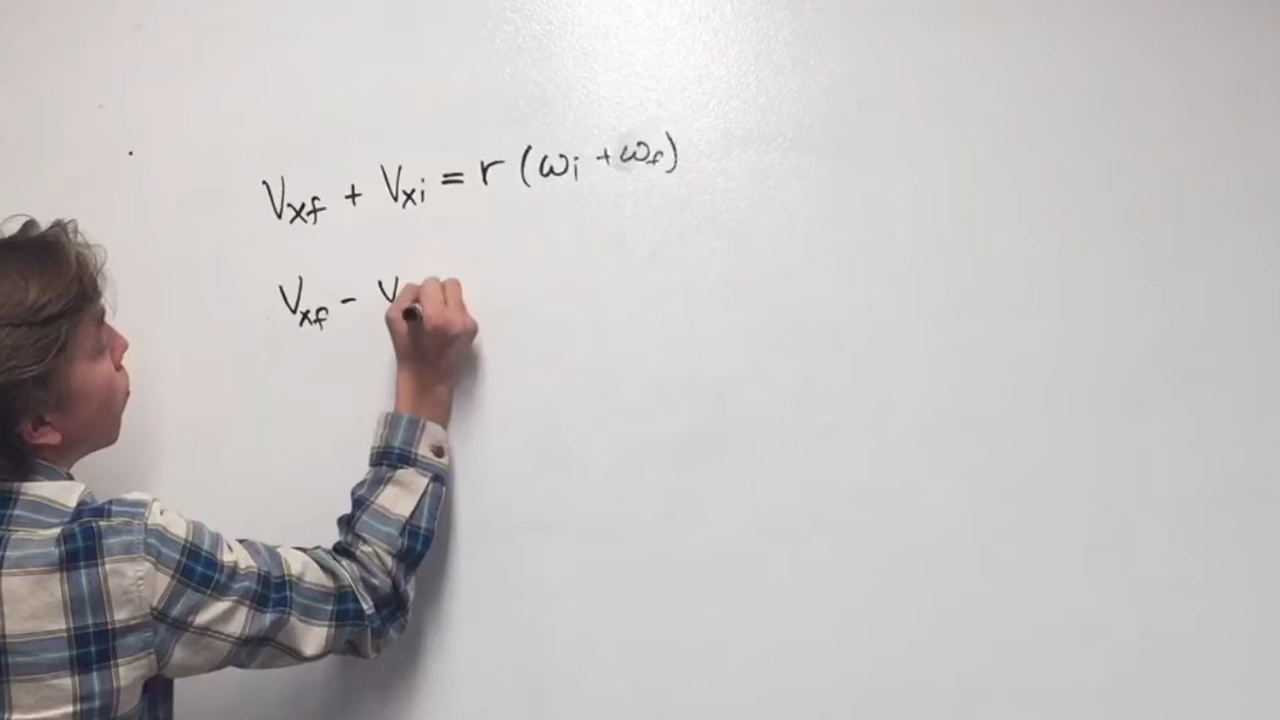 Vxf + Vxi = r (ωi + ωf)
Vxf - V